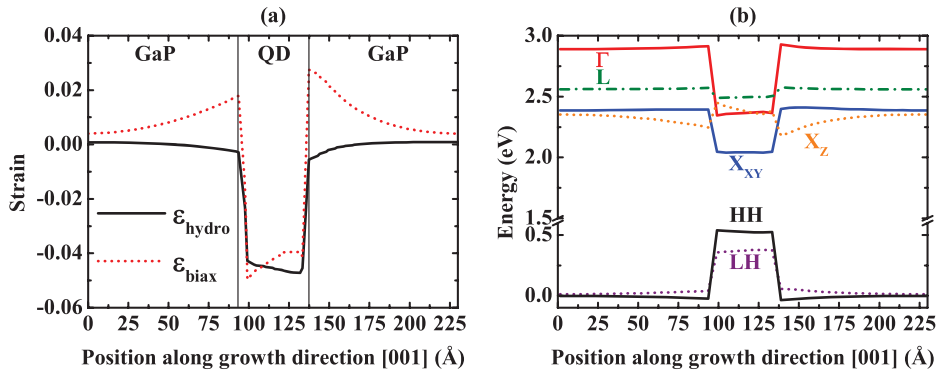 (a)
GaP QD GaP
0.04
0.02
0.00
-0.02
-0.04
-0.06
Strain
ε_hydro
ε_biax
0 25 50 75 100 125 150 175 200 225
Position along growth direction [001] (Å)
(b)
3.0
2.5
2.0
1.5
0.5
0.0
Energy (eV)
Γ
L
X_Z
X_XY
HH
LH
0 25 50 75 100 125 150 175 200 225
Position along growth direction [001] (Å)